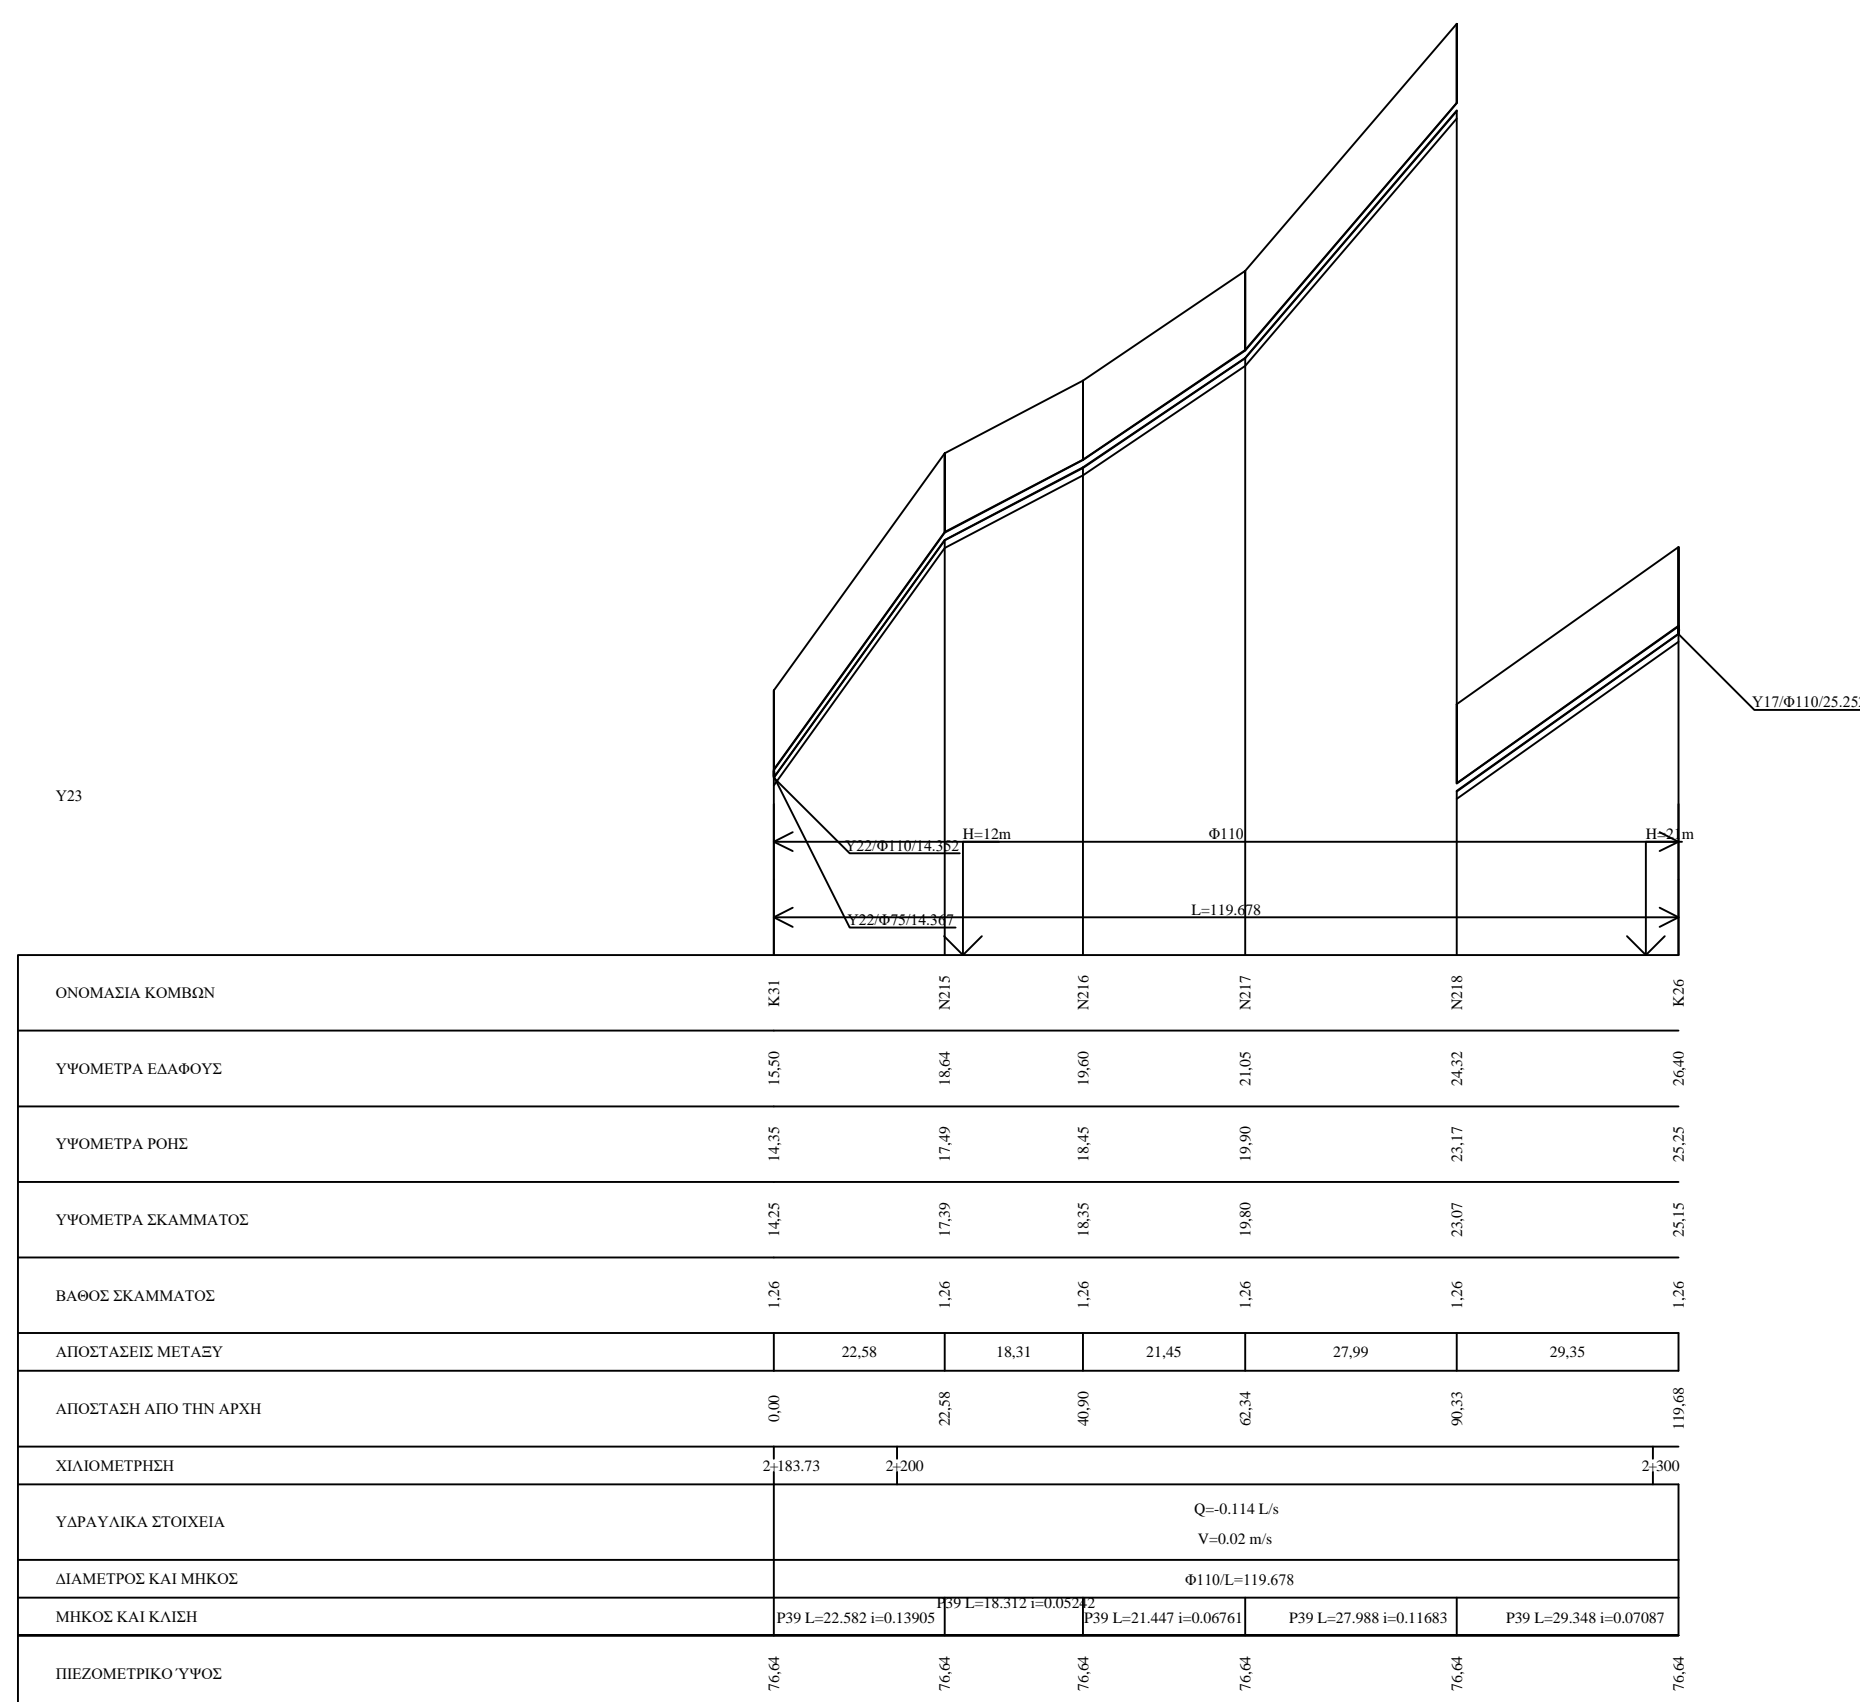 Y17/Φ110/25.25
Y23
H=12m
Φ110
H=21m
Y22/Φ110/14.352
L=119.678
Y22/Φ75/14.367
ΟΝΟΜΑΣΙΑ ΚΟΜΒΩΝ K31 N215 N216 N217 N218 K26
ΥΨΟΜΕΤΡΑ ΕΔΑΦΟΥΣ 15,50 18,64 19,60 21,05 24,32 26,40
ΥΨΟΜΕΤΡΑ ΡΟΗΣ 14,35 17,49 18,45 19,90 23,17 25,25
ΥΨΟΜΕΤΡΑ ΣΚΑΜΜΑΤΟΣ 14,25 17,39 18,35 19,80 23,07 25,15
ΒΑΘΟΣ ΣΚΑΜΜΑΤΟΣ 1,26 1,26 1,26 1,26 1,26 1,26
ΑΠΟΣΤΑΣΕΙΣ ΜΕΤΑΞΥ 22,58 18,31 21,45 27,99 29,35
ΑΠΟΣΤΑΣΗ ΑΠΟ ΤΗΝ ΑΡΧΗ 0,00 22,58 40,90 62,34 90,33 119,68
ΧΙΛΙΟΜΕΤΡΗΣΗ 2+183.73 2+200 2+300
ΥΔΡΑΥΛΙΚΑ ΣΤΟΙΧΕΙΑ
Q=-0.114 L/s
V=0.02 m/s
ΔΙΑΜΕΤΡΟΣ ΚΑΙ ΜΗΚΟΣ Φ110/L=119.678
ΜΗΚΟΣ ΚΑΙ ΚΛΙΣΗ P39 L=22.582 i=0.13905 P39 L=18.312 i=0.05242 P39 L=21.447 i=0.06761 P39 L=27.988 i=0.11683 P39 L=29.348 i=0.07087
ΠΙΕΖΟΜΕΤΡΙΚΟ ΎΨΟΣ 76,64 76,64 76,64 76,64 76,64 76,64